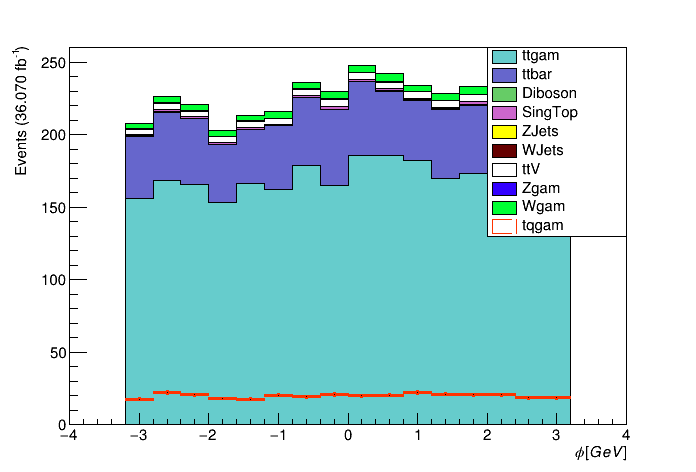 Events (36.070 fb⁻¹)
250
200
150
100
50
0
−4 −3 −2 −1 0 1 2 3 4
ϕ[GeV]
ttgam
ttbar
Diboson
SingTop
ZJets
WJets
ttV
Zgam
Wgam
tqgam